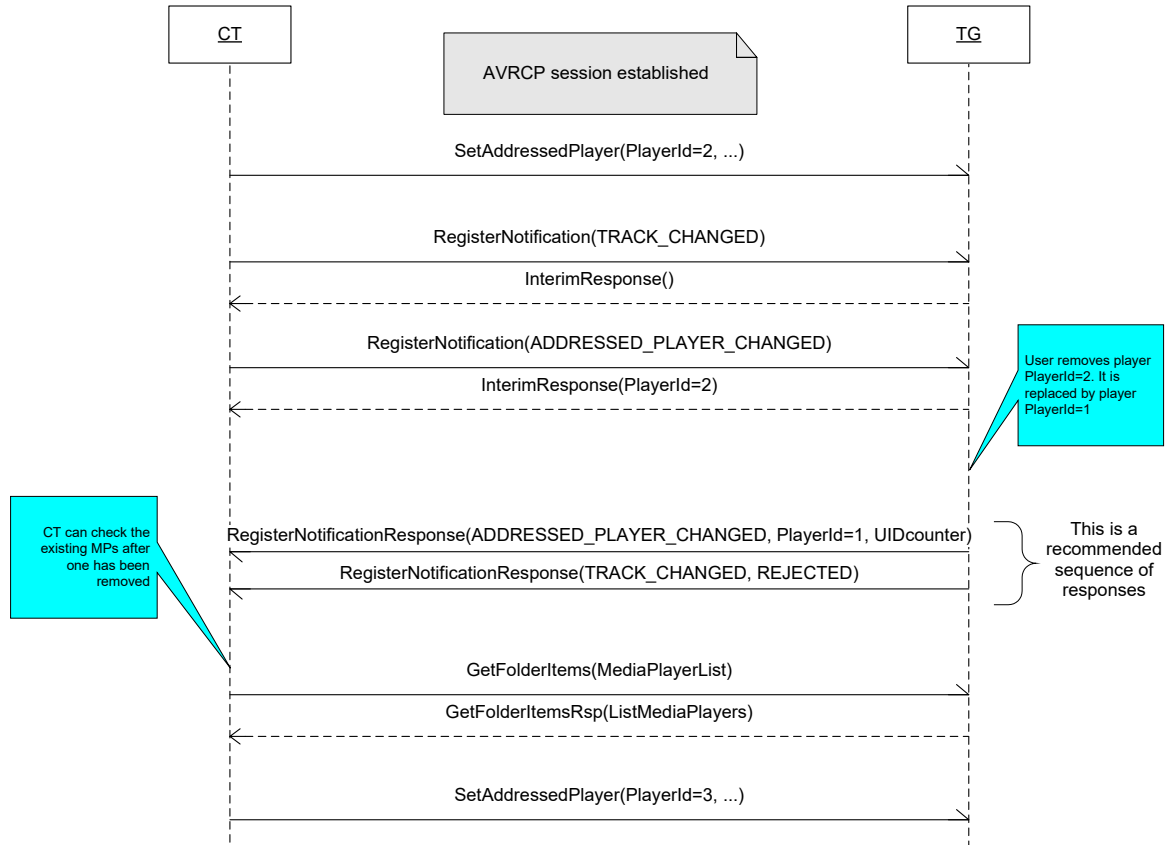 CT
TG
AVRCP session established
SetAddressedPlayer(PlayerId=2, ...)
RegisterNotification(TRACK_CHANGED)
InterimResponse()
RegisterNotification(ADDRESSED_PLAYER_CHANGED)
InterimResponse(PlayerId=2)
User removes player
PlayerId=2. It is
replaced by player
PlayerId=1
CT can check the
existing MPs after
one has been
removed
RegisterNotificationResponse(ADDRESSED_PLAYER_CHANGED, PlayerId=1, UIDcounter)
RegisterNotificationResponse(TRACK_CHANGED, REJECTED)
This is a
recommended
sequence of
responses
GetFolderItems(MediaPlayerList)
GetFolderItemsRsp(ListMediaPlayers)
SetAddressedPlayer(PlayerId=3, ...)